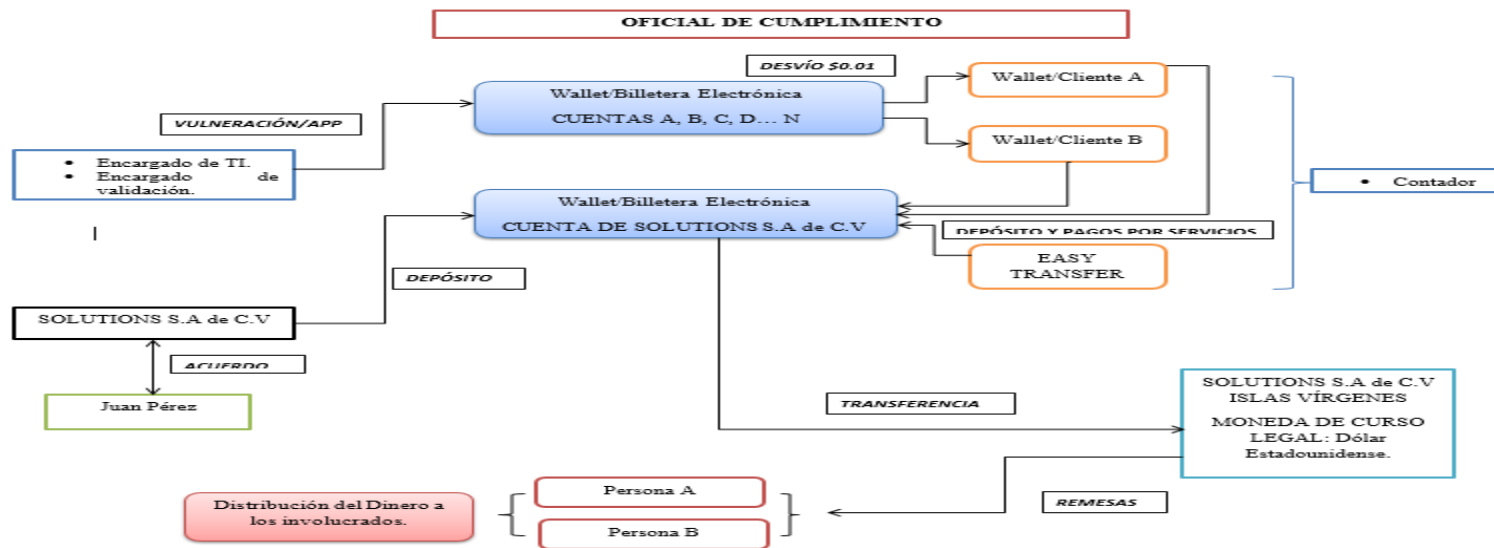 OFICIAL DE CUMPLIMIENTO
DESVÍO $0.01
Wallet/Billetera Electrónica
CUENTAS A, B, C, D... N
Wallet/Cliente A
VULNERACIÓN/APP
Wallet/Cliente B
• Encargado de TI.
• Encargado de
validación.
• Contador
Wallet/Billetera Electrónica
CUENTA DE SOLUTIONS S.A de C.V
DEPÓSITO Y PAGOS POR SERVICIOS
EASY
TRANSFER
DEPÓSITO
SOLUTIONS S.A de C.V
ACUERDO
Juan Pérez
TRANSFERENCIA
SOLUTIONS S.A de C.V
ISLAS VÍRGENES
MONEDA DE CURSO
LEGAL: Dólar
Estadounidense.
Distribución del Dinero a
los involucrados.
Persona A
Persona B
REMESAS